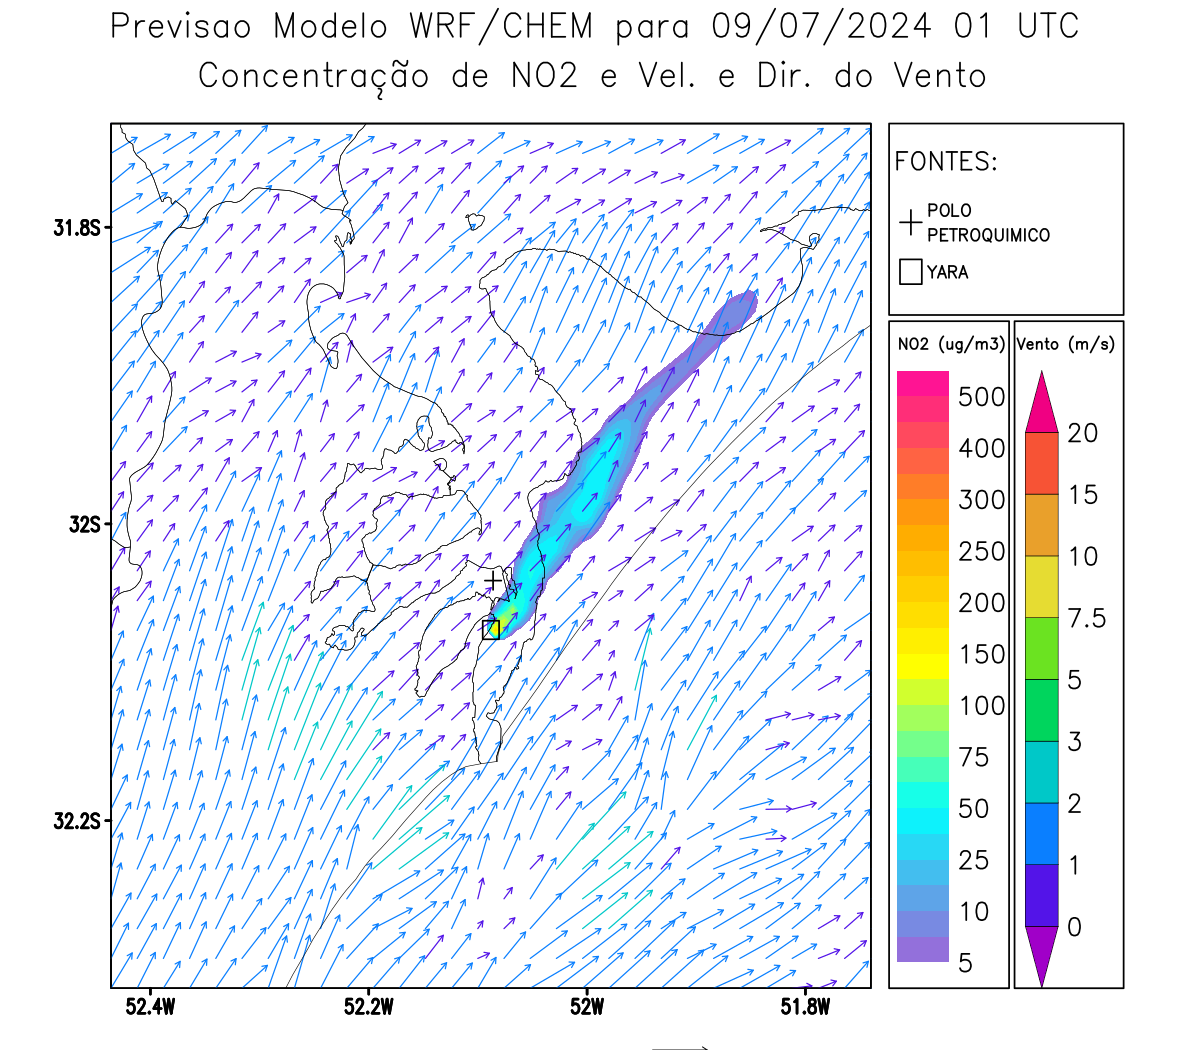 Previsao Modelo WRF/CHEM para 09/07/2024 01 UTC
Concentração de NO2 e Vel. e Dir. do Vento
FONTES:
POLO
PETROQUIMICO
YARA
31.8S
32S
32.2S
52.4W
52.2W
52W
51.8W
NO2 (ug/m3)
500
400
300
250
200
150
100
75
50
25
10
5
Vento (m/s)
20
15
10
7.5
5
3
2
1
0